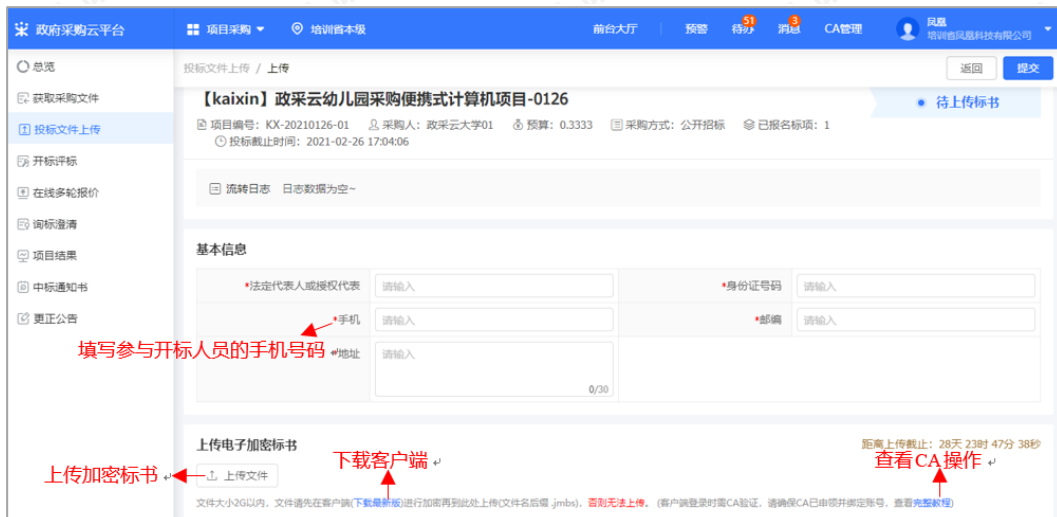 政府采购云平台 项目采购 培训省本级 前台大厅 预警 待办 51 消息 3 CA管理 凤凰
培训省凤凰科技有限公司
总览
获取采购文件
投标文件上传
开标评标
在线多轮报价
询标澄清
项目结果
中标通知书
更正公告
投标文件上传 / 上传 返回 提交
【kaixin】政采云幼儿园采购便携式计算机项目-0126 待上传标书
项目编号：KX-20210126-01 采购人：政采云大学01 预算：0.3333 采购方式：公开招标 已报名标项：1
投标截止时间：2021-02-26 17:04:06
流转日志 日志数据为空~
基本信息
*法定代表人或授权代表 请输入 *身份证号码 请输入
*手机 请输入 *邮编 请输入
填写参与开标人员的手机号码
*地址 请输入
0/30
上传电子加密标书 距离上传截止：28天 23时 47分 38秒
下载客户端 查看CA操作
上传加密标书 上传文件
文件大小2G以内，文件请先在客户端(下载最新版)进行加密再到此处上传(文件名后缀 .jmbs)，否则无法上传。 (客户端登录时需CA验证，请确保CA已申领并绑定账号，查看完整教程)